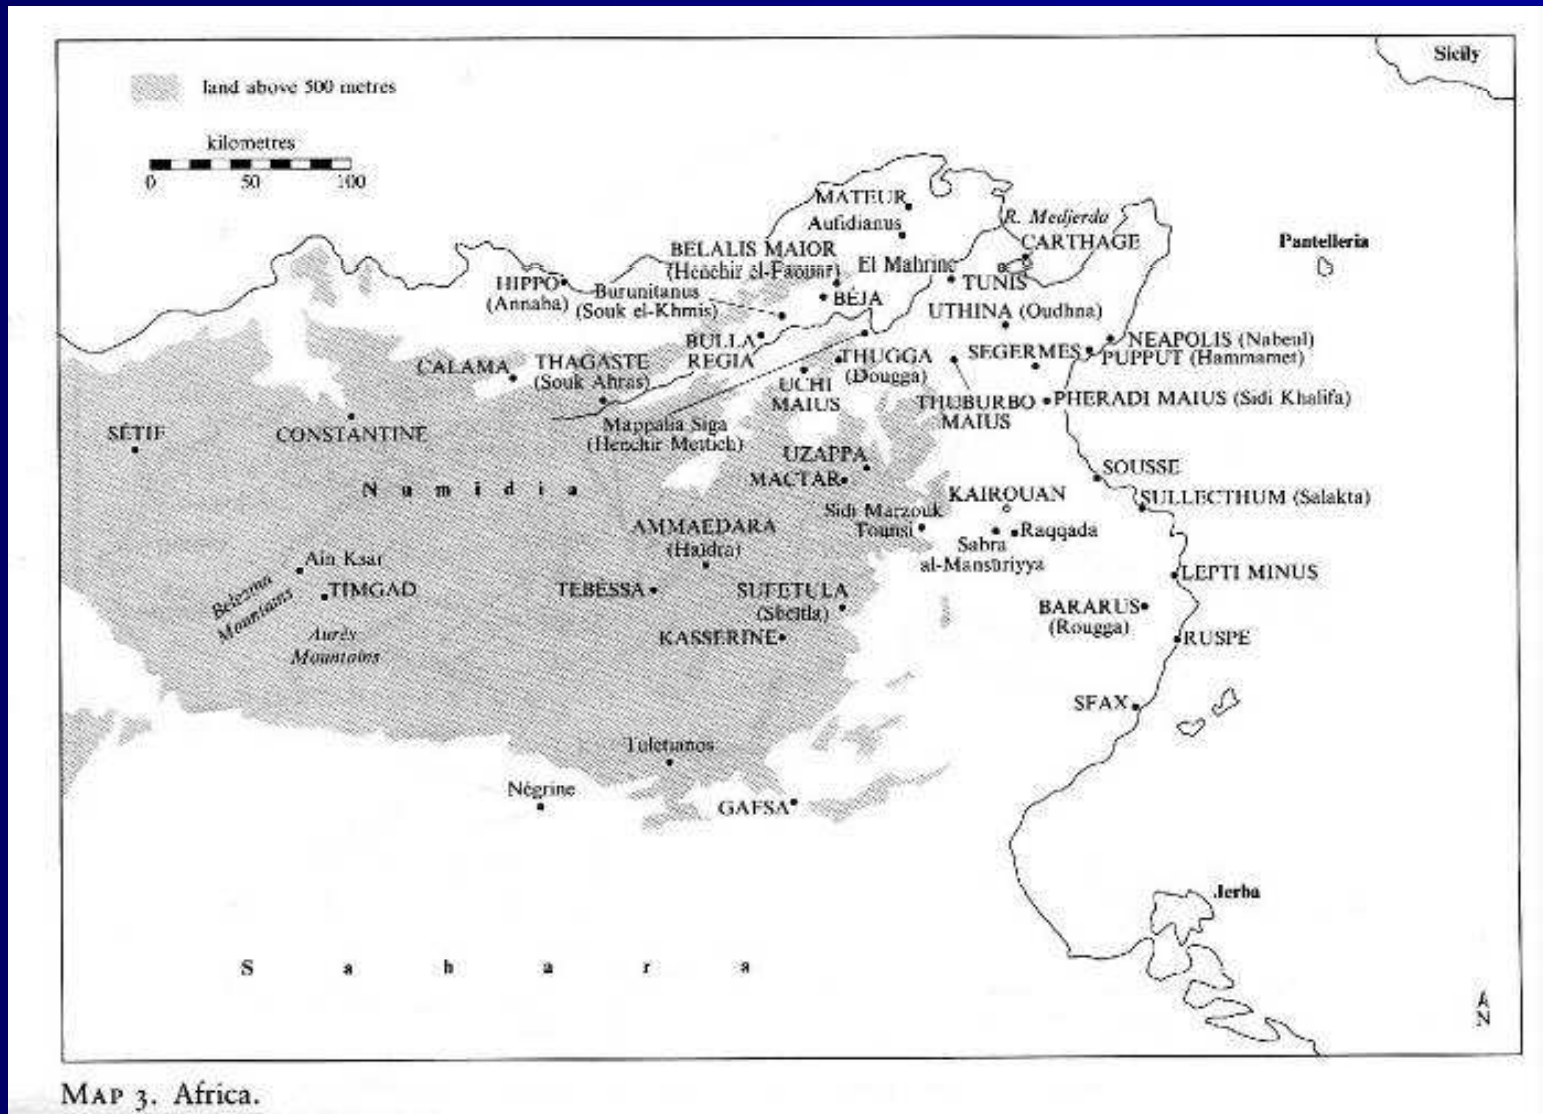 Sicily
land above 500 metres
kilometres
0 50 100
MATEUR
Aufidianus
R. Medjerda
CARTHAGE
Pantelleria
BELALIS MAIOR
(Henchir el-Faouar)
El Mahrine
TUNIS
HIPPO
(Annaba)
Burunitanus
(Souk el-Khmis)
BÉJA
UTHINA (Oudhna)
BULLA
REGIA
NEAPOLIS (Nabeul)
SEGERMES
PUPPUT (Hammamet)
CALAMA
THAGASTE
(Souk Ahras)
THUGGA
(Dougga)
UCHI
MAIUS
THUBURBO
MAIUS
PHERADI MAIUS (Sidi Khalifa)
SÉTIF
CONSTANTINE
Mappalia Siga
(Henchir Mettich)
UZAPPA
MACTAR
SOUSSE
Numidia
KAIROUAN
SULLECTHUM (Salakta)
Sidi Marzouk
Tounsi
AMMAEDARA
(Haïdra)
Raqqada
Sabra
al-Mansūriyya
Ain Ksar
Belezma
Mountains
TIMGAD
TEBESSA
SUFETULA
(Sbeitla)
LEPTI MINUS
BARARUS
(Rougga)
Aurès
Mountains
KASSERINE
RUSPE
SFAX
Tuletianos
Négrine
GAFSA
Jerba
Sahara
N
MAP 3. Africa.